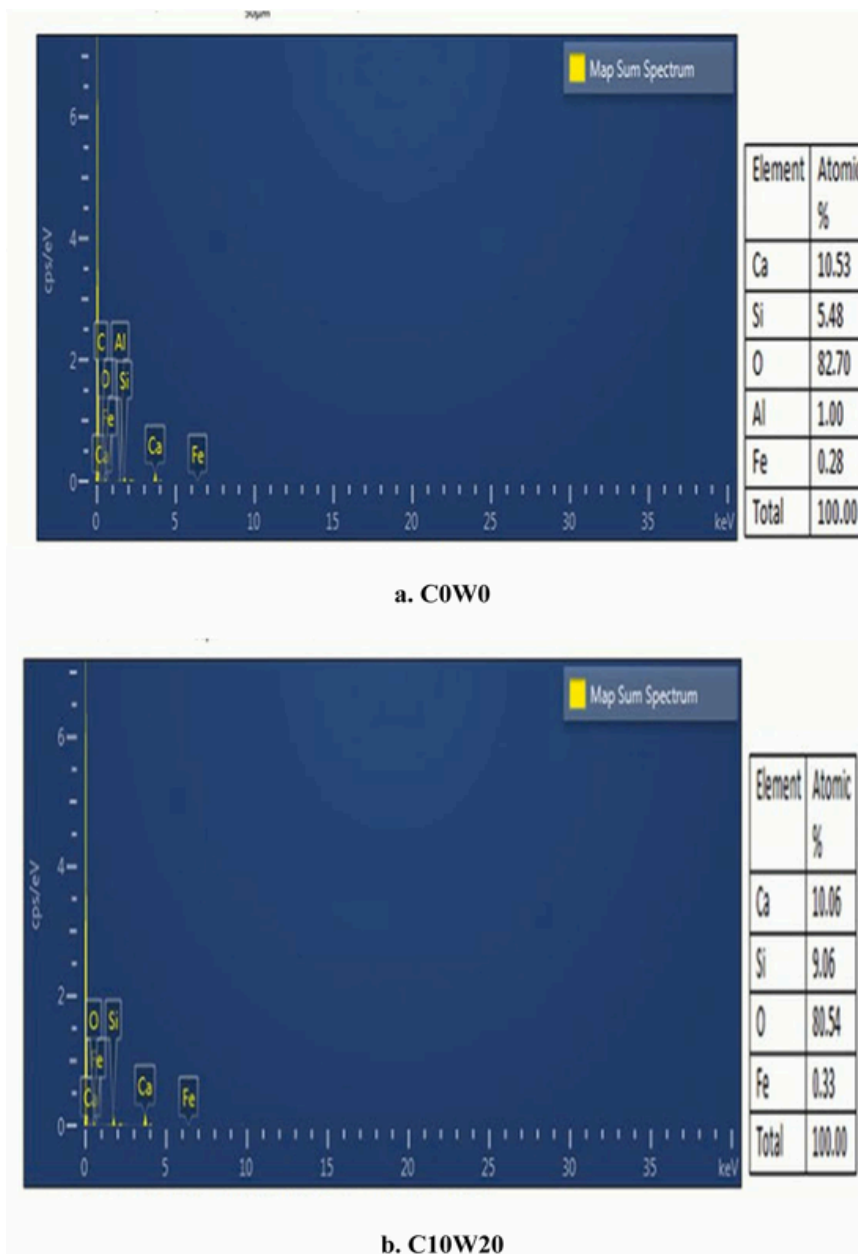 50µm
Map Sum Spectrum
6
4
2
0
cps/eV
C Al
O Si
Fe
Ca Ca Fe
0 5 10 15 20 25 30 35 keV
Element Atomic %
Ca 10.53
Si 5.48
O 82.70
Al 1.00
Fe 0.28
Total 100.00
a. C0W0
Map Sum Spectrum
6
4
2
0
cps/eV
O Si
Fe
Ca Ca Fe
0 5 10 15 20 25 30 35 keV
Element Atomic %
Ca 10.06
Si 9.06
O 80.54
Fe 0.33
Total 100.00
b. C10W20